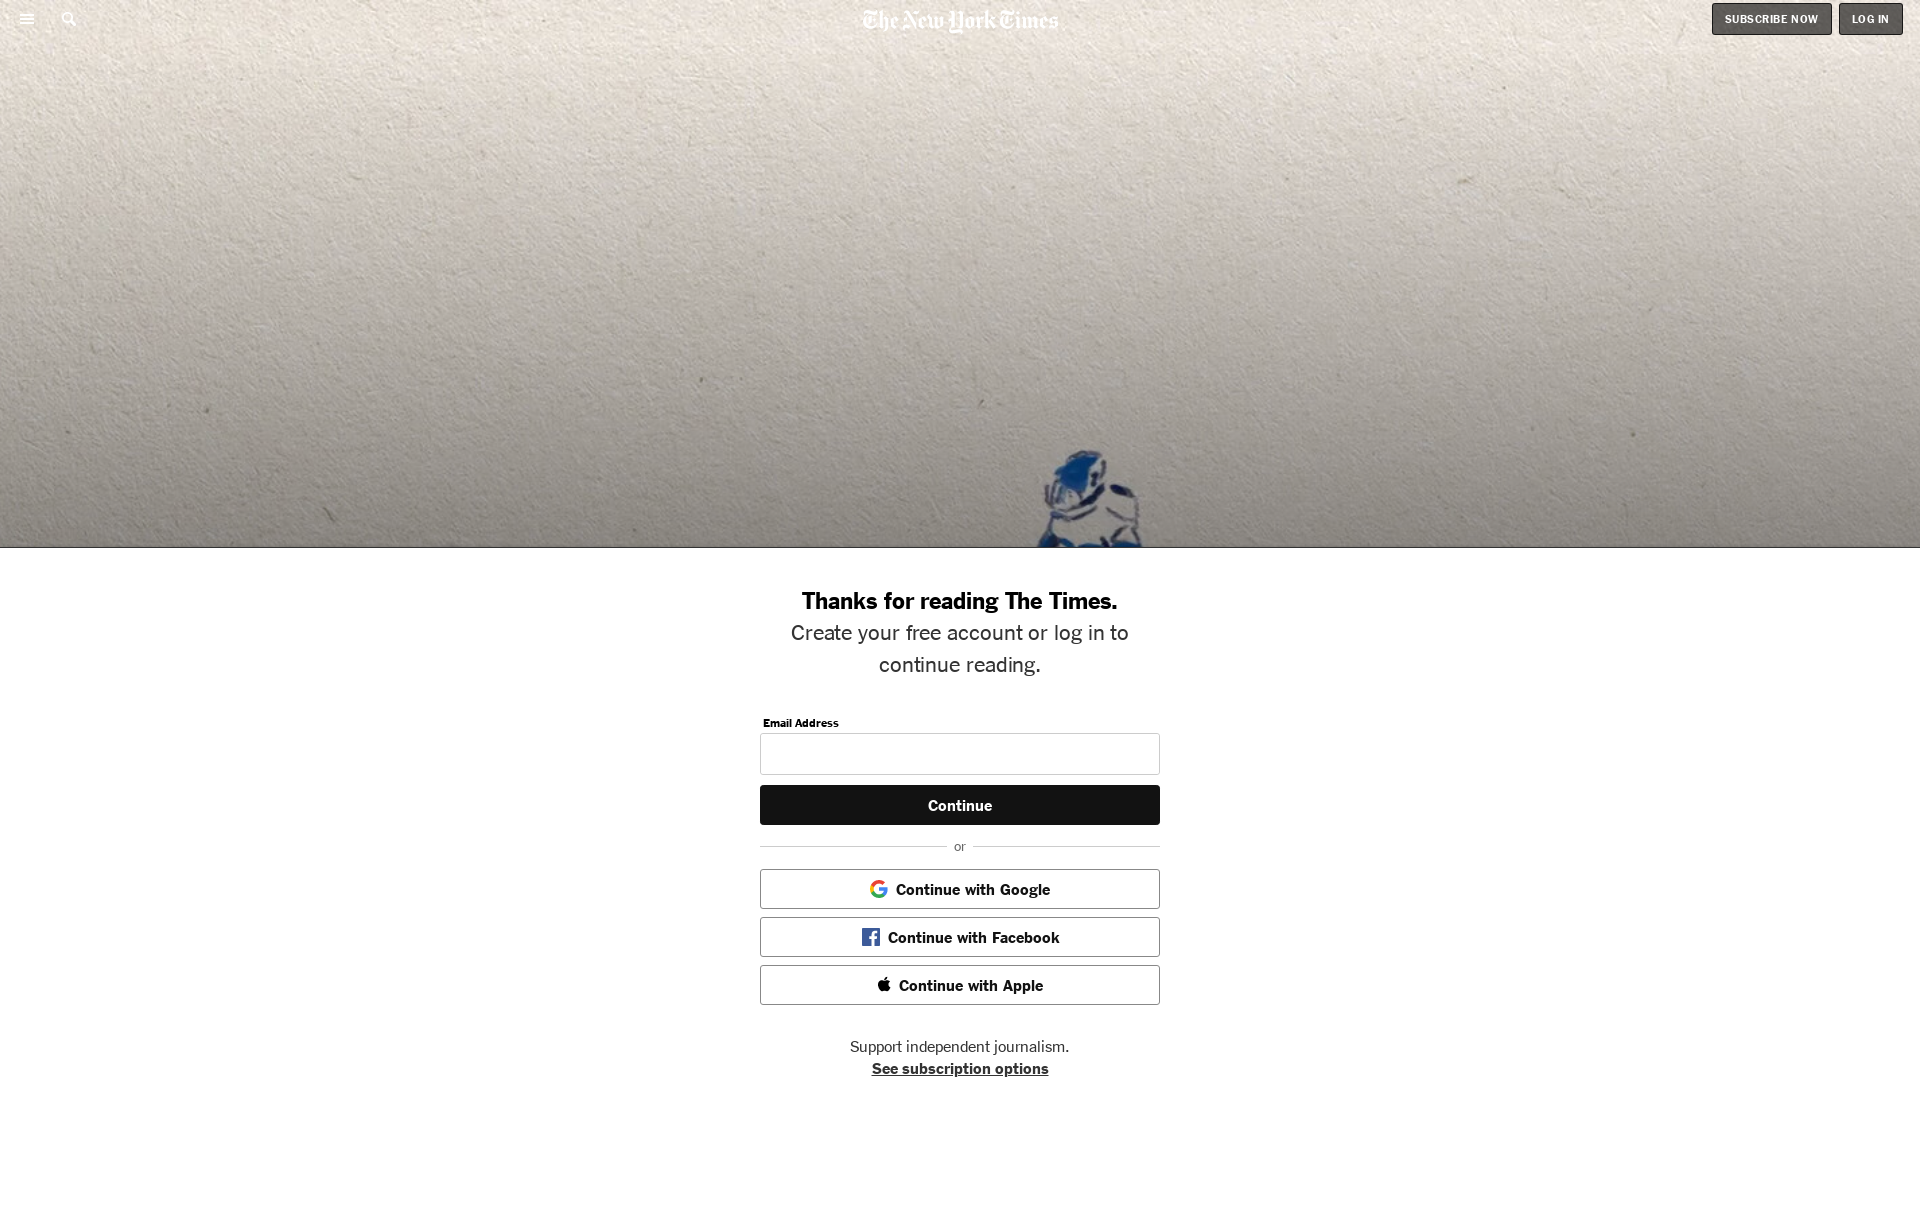 The New York Times
SUBSCRIBE NOW
LOG IN
Thanks for reading The Times.
Create your free account or log in to
continue reading.
Email Address
Continue
or
Continue with Google
Continue with Facebook
Continue with Apple
Support independent journalism.
See subscription options